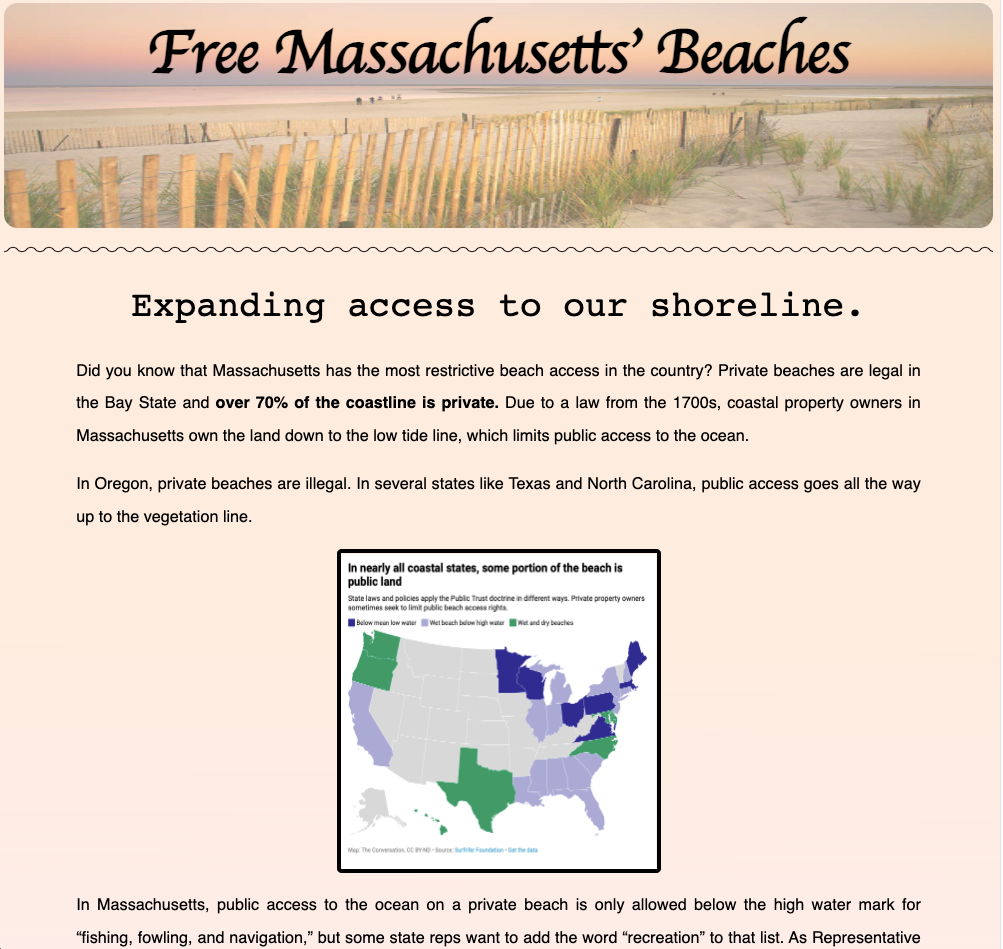 Free Massachusetts’ Beaches
Expanding access to our shoreline.
Did you know that Massachusetts has the most restrictive beach access in the country? Private beaches are legal in
the Bay State and over 70% of the coastline is private. Due to a law from the 1700s, coastal property owners in
Massachusetts own the land down to the low tide line, which limits public access to the ocean.
In Oregon, private beaches are illegal. In several states like Texas and North Carolina, public access goes all the way
up to the vegetation line.
In nearly all coastal states, some portion of the beach is
public land
State laws and policies apply the Public Trust doctrine in different ways. Private property owners
sometimes seek to limit public beach access rights.
Below mean low water Wet beach below high water Wet and dry beaches
Map: The Conversation, CC BY-ND • Source: Surfrider Foundation • Get the data
In Massachusetts, public access to the ocean on a private beach is only allowed below the high water mark for
“fishing, fowling, and navigation,” but some state reps want to add the word “recreation” to that list. As Representative